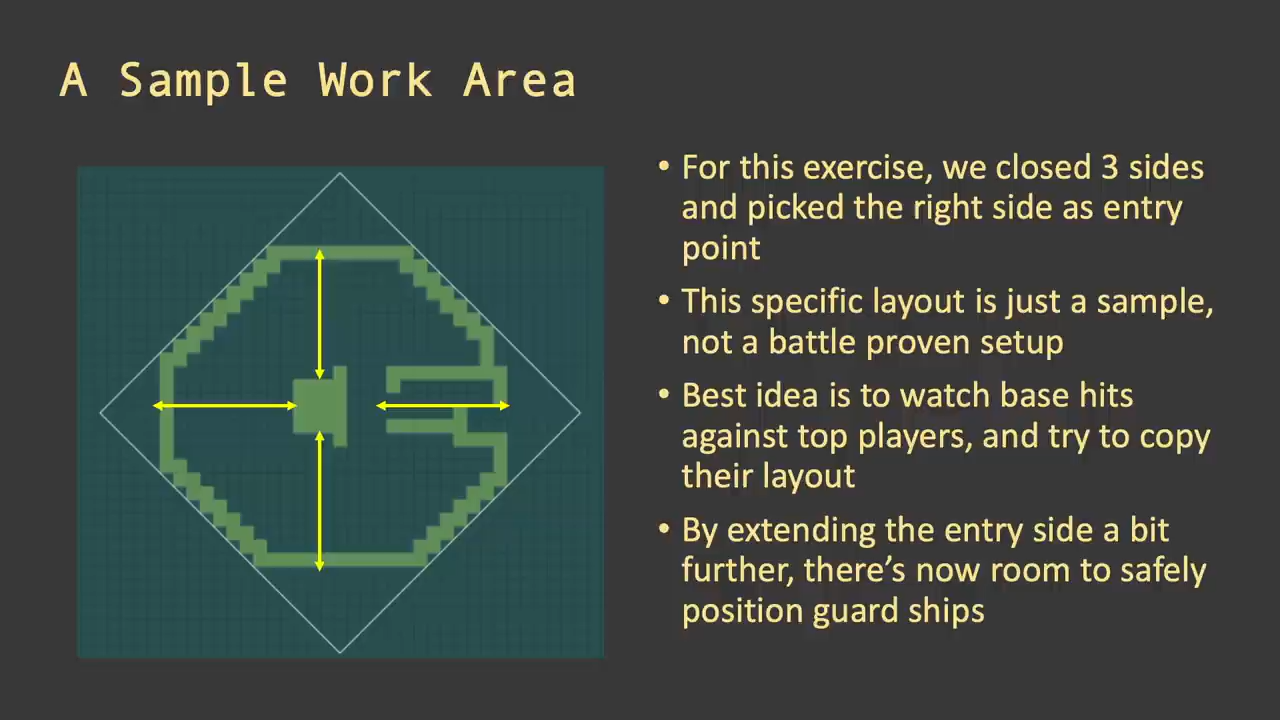 A Sample Work Area
• For this exercise, we closed 3 sides
and picked the right side as entry
point
• This specific layout is just a sample,
not a battle proven setup
• Best idea is to watch base hits
against top players, and try to copy
their layout
• By extending the entry side a bit
further, there’s now room to safely
position guard ships